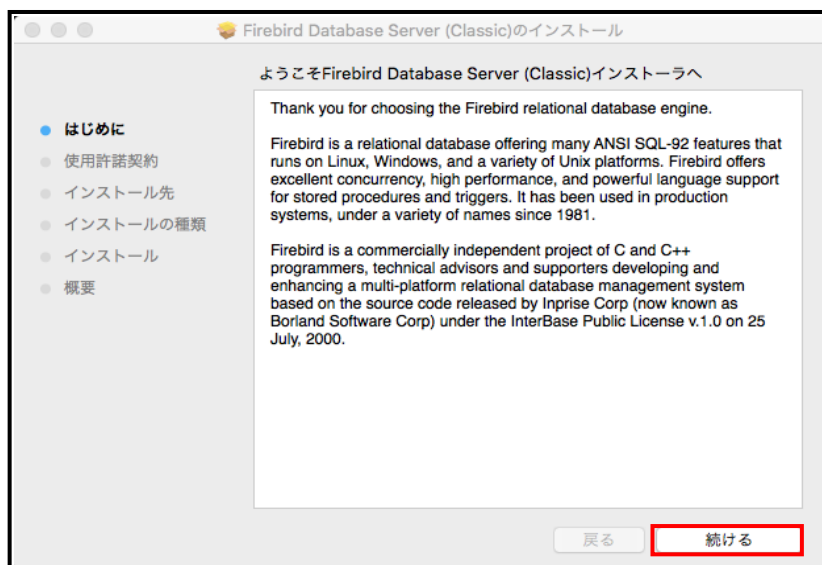 Firebird Database Server (Classic)のインストール
ようこそFirebird Database Server (Classic)インストーラへ
はじめに
使用許諾契約
インストール先
インストールの種類
インストール
概要
Thank you for choosing the Firebird relational database engine.
Firebird is a relational database offering many ANSI SQL-92 features that
runs on Linux, Windows, and a variety of Unix platforms. Firebird offers
excellent concurrency, high performance, and powerful language support
for stored procedures and triggers. It has been used in production
systems, under a variety of names since 1981.
Firebird is a commercially independent project of C and C++
programmers, technical advisors and supporters developing and
enhancing a multi-platform relational database management system
based on the source code released by Inprise Corp (now known as
Borland Software Corp) under the InterBase Public License v.1.0 on 25
July, 2000.
戻る
続ける